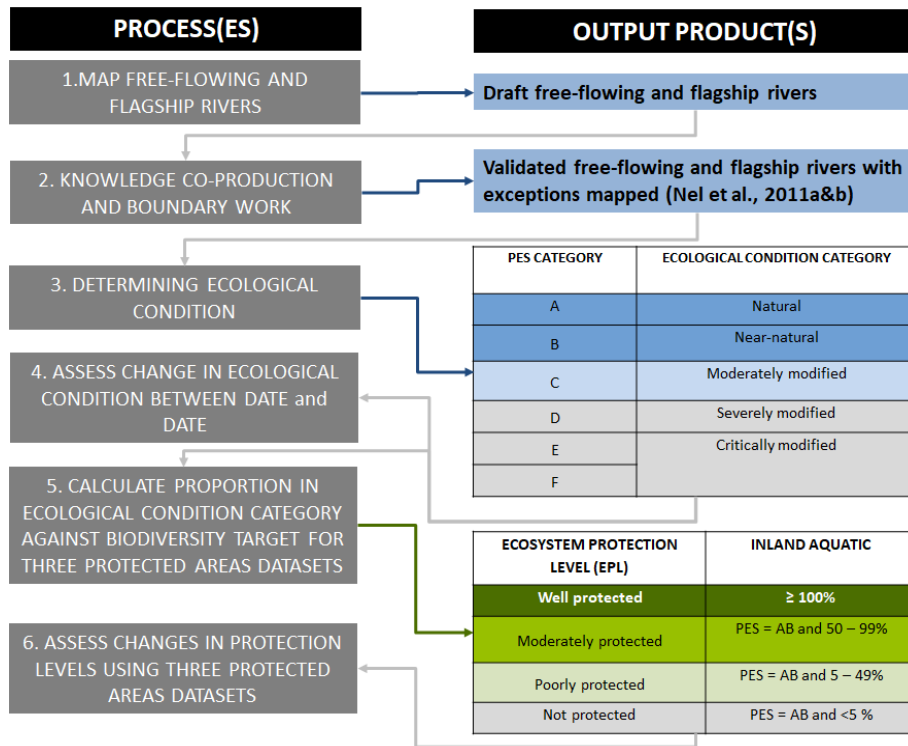 PROCESS(ES)
OUTPUT PRODUCT(S)
1.MAP FREE-FLOWING AND
FLAGSHIP RIVERS
Draft free-flowing and flagship rivers
2. KNOWLEDGE CO-PRODUCTION
AND BOUNDARY WORK
Validated free-flowing and flagship rivers with
exceptions mapped (Nel et al., 2011a&b)
3. DETERMINING ECOLOGICAL
CONDITION
PES CATEGORY
ECOLOGICAL CONDITION CATEGORY
A
Natural
B
Near-natural
C
Moderately modified
D
Severely modified
E
Critically modified
F
4. ASSESS CHANGE IN ECOLOGICAL
CONDITION BETWEEN DATE and
DATE
5. CALCULATE PROPORTION IN
ECOLOGICAL CONDITION CATEGORY
AGAINST BIODIVERSITY TARGET FOR
THREE PROTECTED AREAS DATASETS
ECOSYSTEM PROTECTION
LEVEL (EPL)
INLAND AQUATIC
Well protected
≥ 100%
Moderately protected
PES = AB and 50 – 99%
Poorly protected
PES = AB and 5 – 49%
Not protected
PES = AB and <5 %
6. ASSESS CHANGES IN PROTECTION
LEVELS USING THREE PROTECTED
AREAS DATASETS